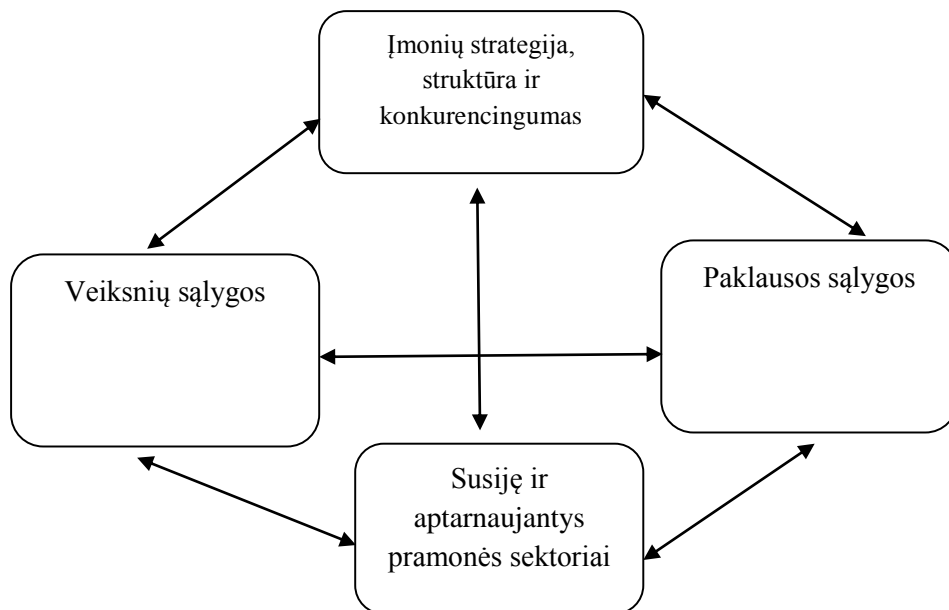 Įmonių strategija,
struktūra ir
konkurencingumas
Veiksnių sąlygos
Paklausos sąlygos
Susiję ir
aptarnaujantys
pramonės sektoriai